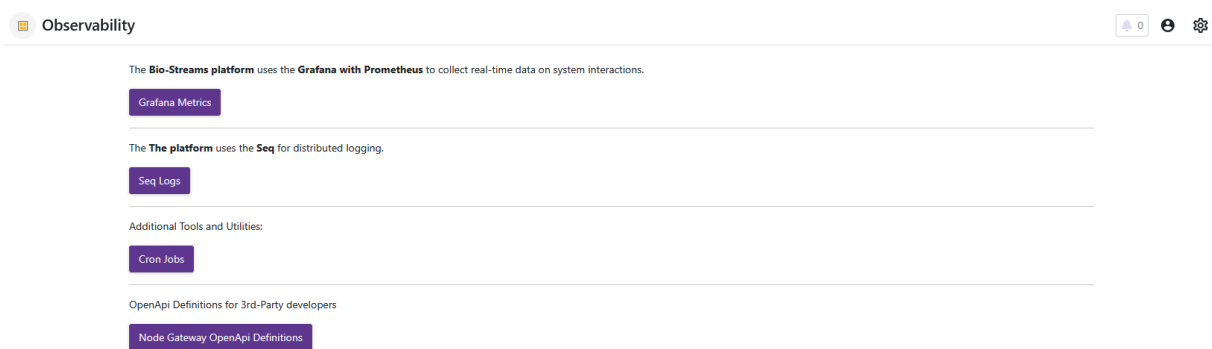 Observability
0
The Bio-Streams platform uses the Grafana with Prometheus to collect real-time data on system interactions.
Grafana Metrics
The The platform uses the Seq for distributed logging.
Seq Logs
Additional Tools and Utilities:
Cron Jobs
OpenApi Definitions for 3rd-Party developers
Node Gateway OpenApi Definitions